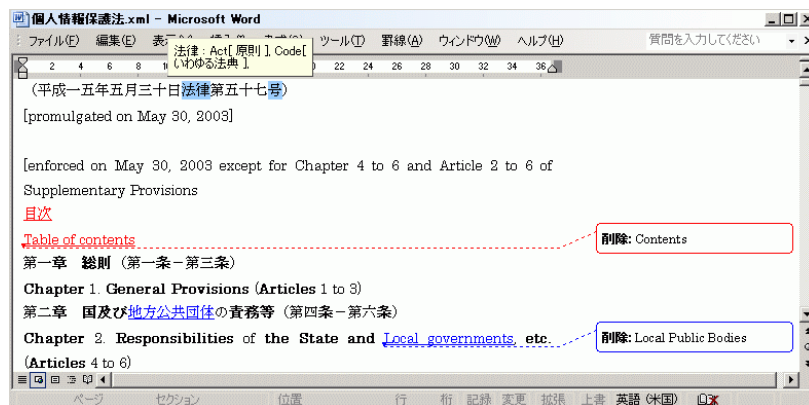 個人情報保護法.xml - Microsoft Word
ファイル(F) 編集(E) ツール(T) 罫線(A) ウィンドウ(W) ヘルプ(H) 質問を入力してください
法律 : Act[ 原則 ], Code[
いわゆる法典 ]
2 4 6 8 22 24 26 28 30 32 34 36
(平成一五年五月三十日法律第五十七号)
[promulgated on May 30, 2003]
[enforced on May 30, 2003 except for Chapter 4 to 6 and Article 2 to 6 of
Supplementary Provisions
目次
Table of contents
削除: Contents
第一章 総則 (第一条－第三条)
Chapter 1. General Provisions (Articles 1 to 3)
第二章 国及び地方公共団体の責務等 (第四条－第六条)
Chapter 2. Responsibilities of the State and Local governments, etc.
削除: Local Public Bodies
(Articles 4 to 6)
ページ セクション 位置 行 桁 記録 変更 拡張 上書 英語 (米国)